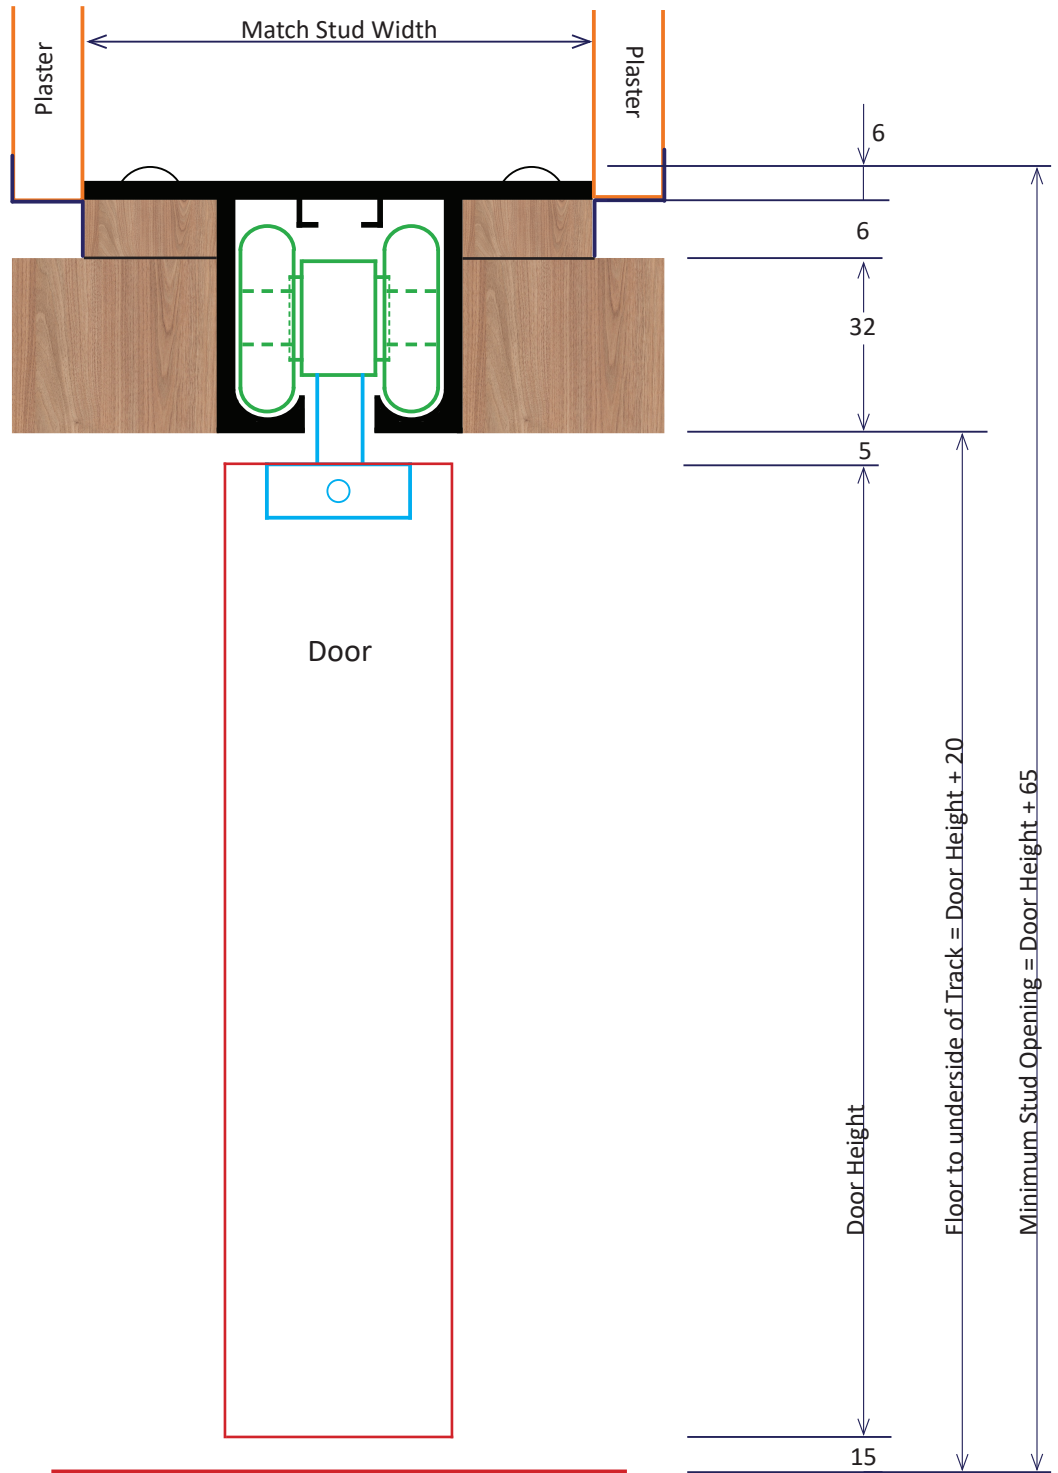 Match Stud Width
Plaster
Plaster
6
6
32
5
Door
Door Height
Floor to underside of Track = Door Height + 20
Minimum Stud Opening = Door Height + 65
15